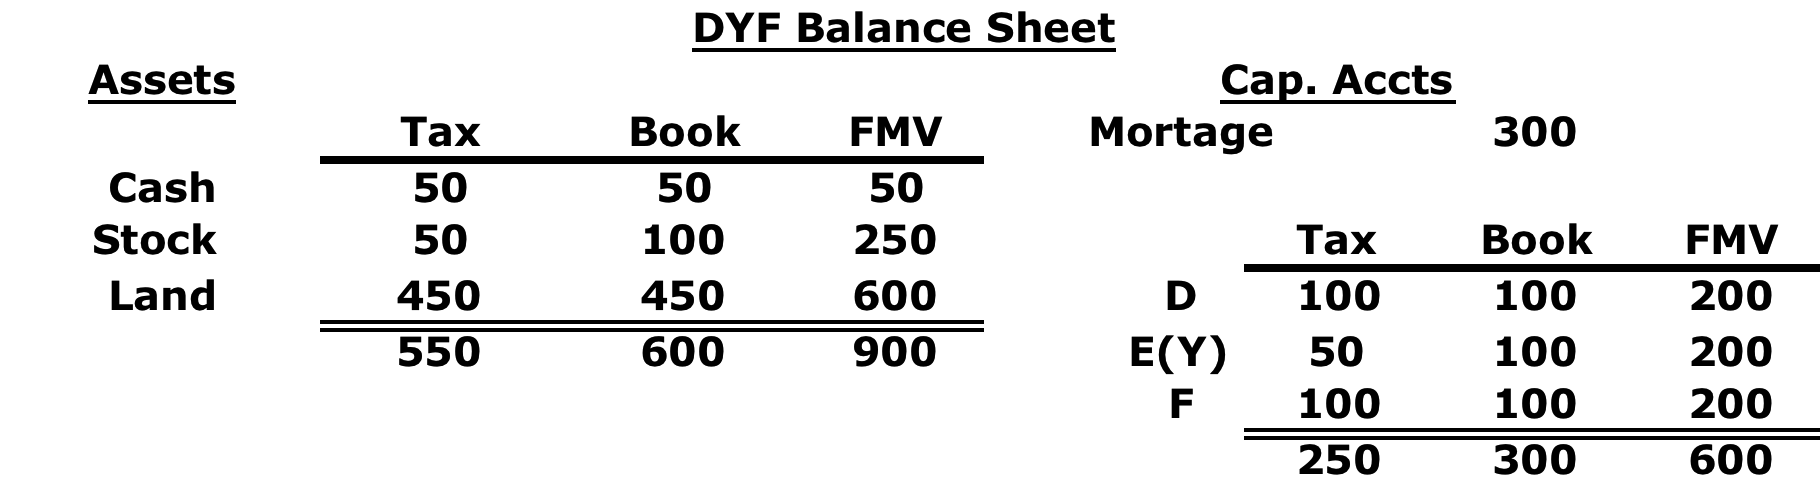 DYF Balance Sheet
Assets Cap. Accts
Tax Book FMV Mortage 300
Cash 50 50 50
Stock 50 100 250 Tax Book FMV
Land 450 450 600 D 100 100 200
550 600 900 E(Y) 50 100 200
F 100 100 200
250 300 600